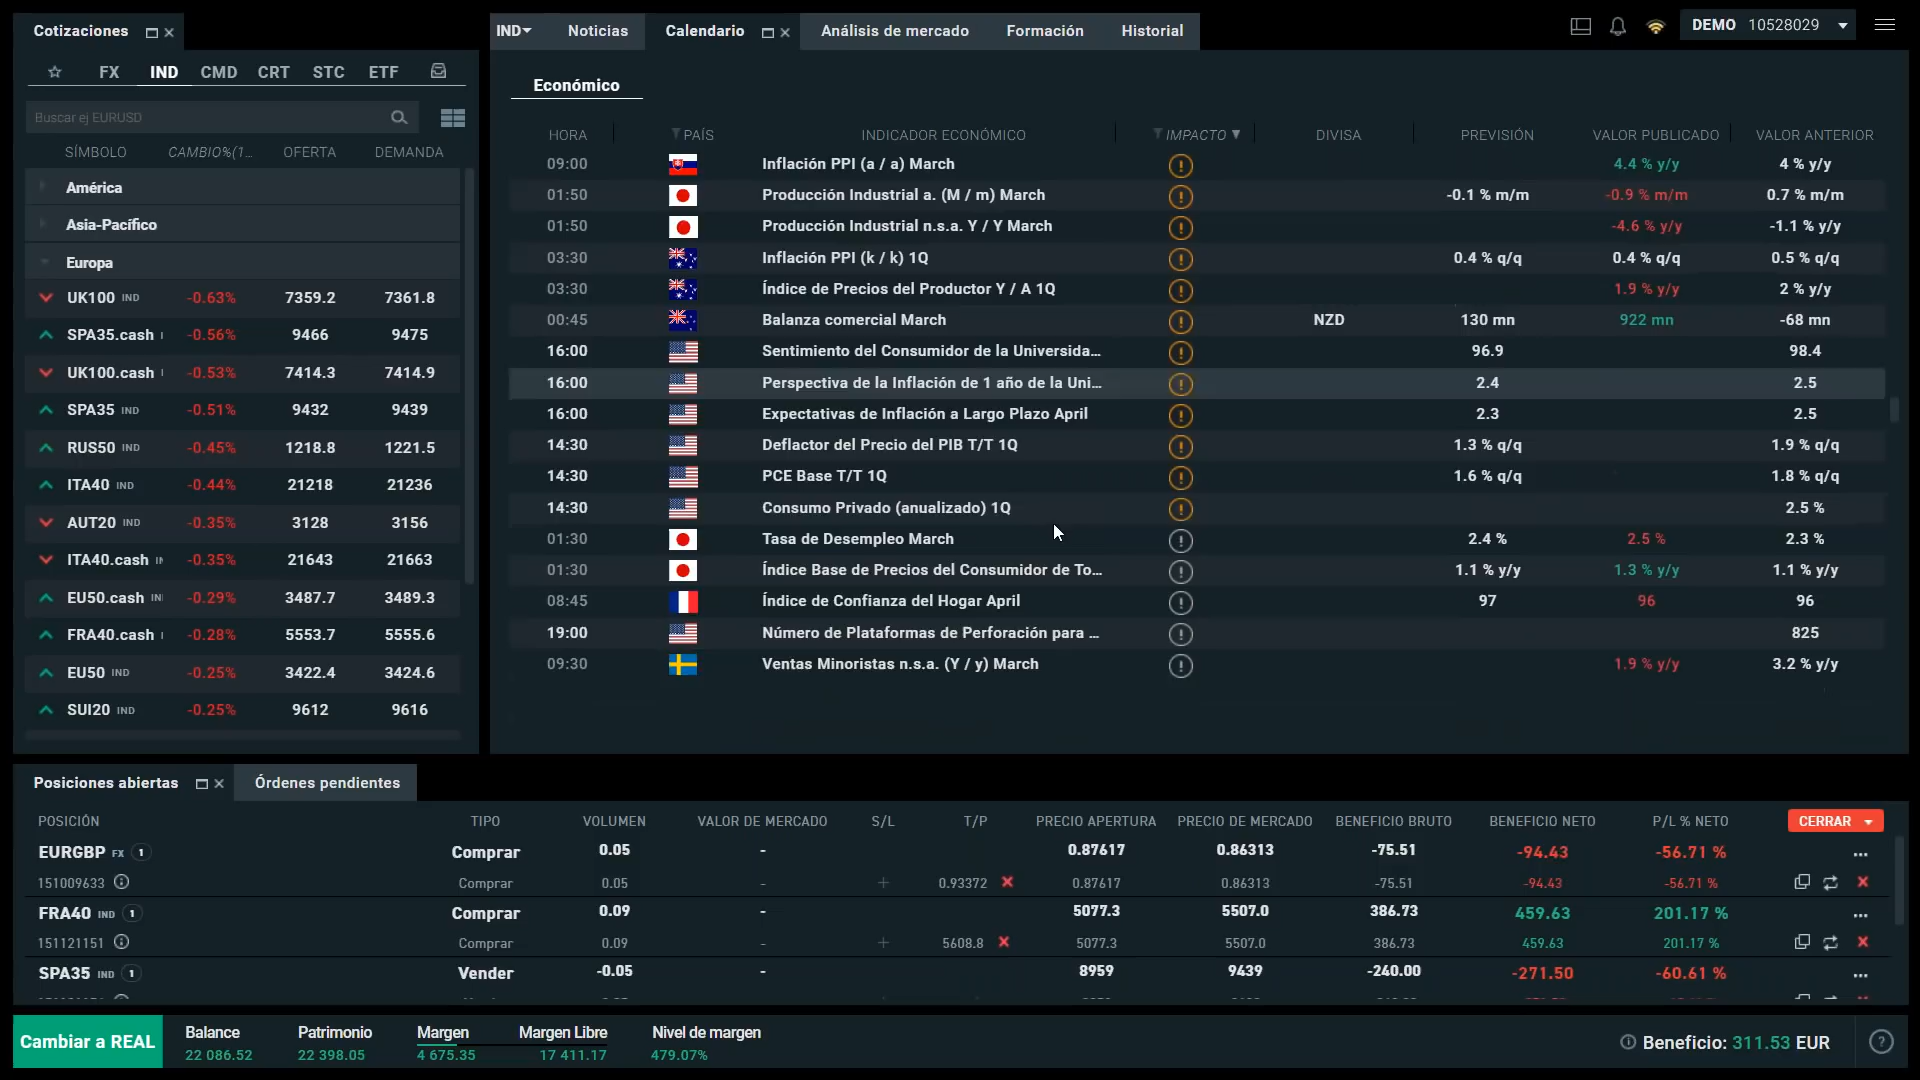 Cotizaciones
FX IND CMD CRT STC ETF
Buscar ej EURUSD
SÍMBOLO CAMBIO%(1... OFERTA DEMANDA
América
Asia-Pacífico
Europa
UK100 IND -0.63% 7359.2 7361.8
SPA35.cash -0.56% 9466 9475
UK100.cash -0.53% 7414.3 7414.9
SPA35 IND -0.51% 9432 9439
RUS50 IND -0.45% 1218.8 1221.5
ITA40 IND -0.44% 21218 21236
AUT20 IND -0.35% 3128 3156
ITA40.cash -0.35% 21643 21663
EU50.cash IN -0.29% 3487.7 3489.3
FRA40.cash -0.28% 5553.7 5555.6
EU50 IND -0.25% 3422.4 3424.6
SUI20 IND -0.25% 9612 9616
IND Noticias Calendario Análisis de mercado Formación Historial
DEMO 10528029
Económico
HORA PAÍS INDICADOR ECONÓMICO IMPACTO DIVISA PREVISIÓN VALOR PUBLICADO VALOR ANTERIOR
09:00 Inflación PPI (a / a) March 4.4 % y/y 4 % y/y
01:50 Producción Industrial a. (M / m) March -0.1 % m/m -0.9 % m/m 0.7 % m/m
01:50 Producción Industrial n.s.a. Y / Y March -4.6 % y/y -1.1 % y/y
03:30 Inflación PPI (k / k) 1Q 0.4 % q/q 0.4 % q/q 0.5 % q/q
03:30 Índice de Precios del Productor Y / A 1Q 1.9 % y/y 2 % y/y
00:45 Balanza comercial March NZD 130 mn 922 mn -68 mn
16:00 Sentimiento del Consumidor de la Universida... 96.9 98.4
16:00 Perspectiva de la Inflación de 1 año de la Uni... 2.4 2.5
16:00 Expectativas de Inflación a Largo Plazo April 2.3 2.5
14:30 Deflactor del Precio del PIB T/T 1Q 1.3 % q/q 1.9 % q/q
14:30 PCE Base T/T 1Q 1.6 % q/q 1.8 % q/q
14:30 Consumo Privado (anualizado) 1Q 2.5 %
01:30 Tasa de Desempleo March 2.4 % 2.5 % 2.3 %
01:30 Índice Base de Precios del Consumidor de To... 1.1 % y/y 1.3 % y/y 1.1 % y/y
08:45 Índice de Confianza del Hogar April 97 96 96
19:00 Número de Plataformas de Perforación para ... 825
09:30 Ventas Minoristas n.s.a. (Y / y) March 1.9 % y/y 3.2 % y/y
Posiciones abiertas Órdenes pendientes
POSICIÓN TIPO VOLUMEN VALOR DE MERCADO S/L T/P PRECIO APERTURA PRECIO DE MERCADO BENEFICIO BRUTO BENEFICIO NETO P/L % NETO CERRAR
EURGBP FX 1 Comprar 0.05 - 0.87617 0.86313 -75.51 -94.43 -56.71 % ...
151009633 Comprar 0.05 - + 0.93372 0.87617 0.86313 -75.51 -94.43 -56.71 %
FRA40 IND 1 Comprar 0.09 - 5077.3 5507.0 386.73 459.63 201.17 % ...
151121151 Comprar 0.09 - + 5608.8 5077.3 5507.0 386.73 459.63 201.17 %
SPA35 IND 1 Vender -0.05 - 8959 9439 -240.00 -271.50 -60.61 % ...
Cambiar a REAL
Balance Patrimonio Margen Margen Libre Nivel de margen
22 086.52 22 398.05 4 675.35 17 411.17 479.07%
Beneficio: 311.53 EUR ?